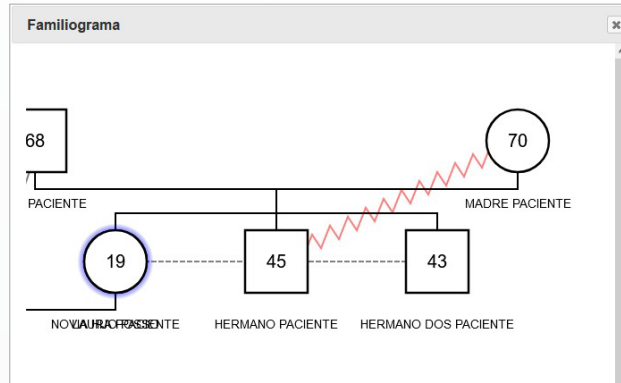 Familiograma
68
70
PACIENTE
MADRE PACIENTE
19
45
43
HERMANO PACIENTE
HERMANO DOS PACIENTE